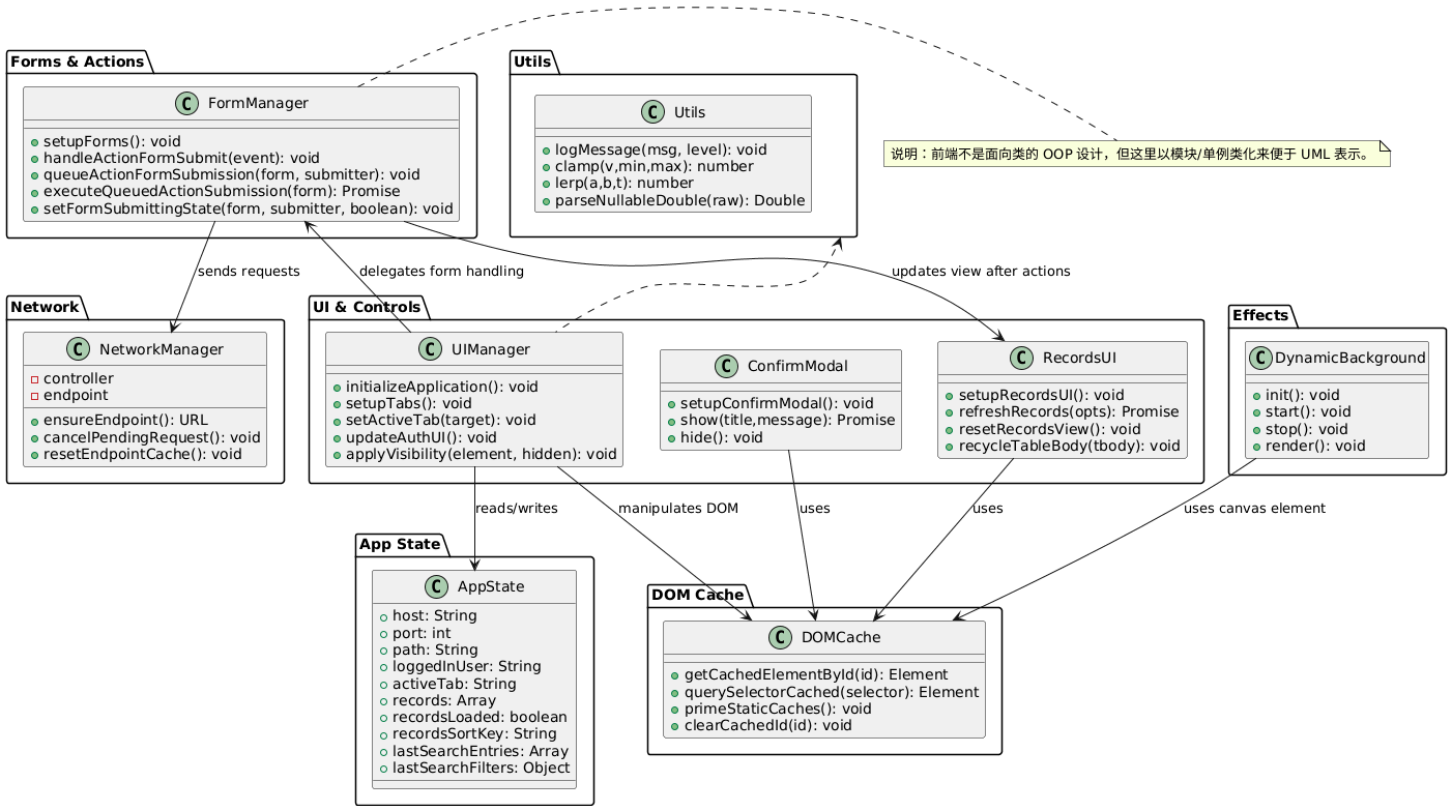 Forms & Actions
C FormManager
setupForms(): void
handleActionFormSubmit(event): void
queueActionFormSubmission(form, submitter): void
executeQueuedActionSubmission(form): Promise
setFormSubmittingState(form, submitter, boolean): void
Utils
C Utils
logMessage(msg, level): void
clamp(v,min,max): number
lerp(a,b,t): number
parseNullableDouble(raw): Double
说明：前端不是面向类的 OOP 设计，但这里以模块/单例类化来便于 UML 表示。
sends requests
delegates form handling
updates view after actions
Network
C NetworkManager
controller
endpoint
ensureEndpoint(): URL
cancelPendingRequest(): void
resetEndpointCache(): void
UI & Controls
C UIManager
initializeApplication(): void
setupTabs(): void
setActiveTab(target): void
updateAuthUI(): void
applyVisibility(element, hidden): void
C ConfirmModal
setupConfirmModal(): void
show(title,message): Promise
hide(): void
C RecordsUI
setupRecordsUI(): void
refreshRecords(opts): Promise
resetRecordsView(): void
recycleTableBody(tbody): void
Effects
C DynamicBackground
init(): void
start(): void
stop(): void
render(): void
reads/writes
manipulates DOM
uses
uses
uses canvas element
App State
C AppState
host: String
port: int
path: String
loggedInUser: String
activeTab: String
records: Array
recordsLoaded: boolean
recordsSortKey: String
lastSearchEntries: Array
lastSearchFilters: Object
DOM Cache
C DOMCache
getCachedElementById(id): Element
querySelectorCached(selector): Element
primeStaticCaches(): void
clearCachedId(id): void